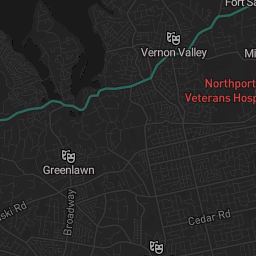 Fort Sa
Vernon Valley
Mi
Northport
Veterans Hosp
Greenlawn
Broadway
ski Rd
Cedar Rd